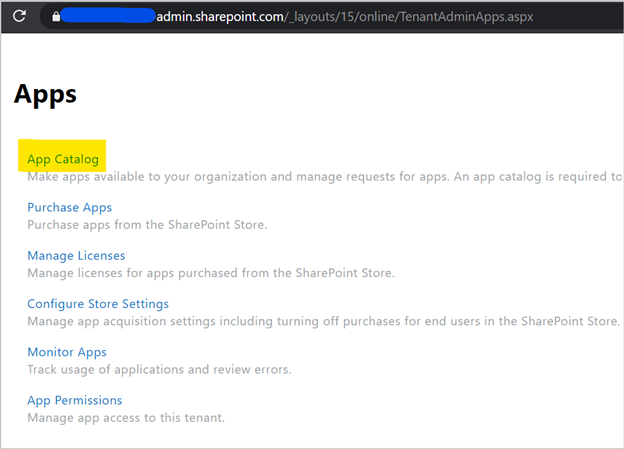 admin.sharepoint.com/_layouts/15/online/TenantAdminApps.aspx
Apps
App Catalog
Make apps available to your organization and manage requests for apps. An app catalog is required to
Purchase Apps
Purchase apps from the SharePoint Store.
Manage Licenses
Manage licenses for apps purchased from the SharePoint Store.
Configure Store Settings
Manage app acquisition settings including turning off purchases for end users in the SharePoint Store.
Monitor Apps
Track usage of applications and review errors.
App Permissions
Manage app access to this tenant.